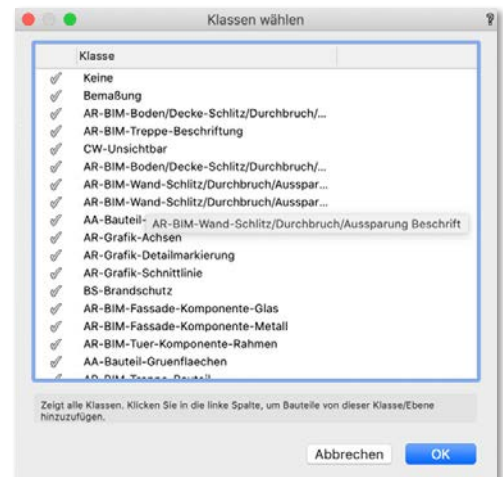 Klassen wählen
?
Klasse
Keine
Bemaßung
AR-BIM-Boden/Decke-Schlitz/Durchbruch/...
AR-BIM-Treppe-Beschriftung
CW-Unsichtbar
AR-BIM-Boden/Decke-Schlitz/Durchbruch/...
AR-BIM-Wand-Schlitz/Durchbruch/Ausspar...
AR-BIM-Wand-Schlitz/Durchbruch/Ausspar...
AA-Bauteil-
AR-BIM-Wand-Schlitz/Durchbruch/Aussparung Beschrift
AR-Grafik-Achsen
AR-Grafik-Detailmarkierung
AR-Grafik-Schnittlinie
BS-Brandschutz
AR-BIM-Fassade-Komponente-Glas
AR-BIM-Fassade-Komponente-Metall
AR-BIM-Tuer-Komponente-Rahmen
AA-Bauteil-Gruenflaechen
AR-BIM-Treppe-Bauteil
Zeigt alle Klassen. Klicken Sie in die linke Spalte, um Bauteile von dieser Klasse/Ebene
hinzuzufügen.
Abbrechen
OK